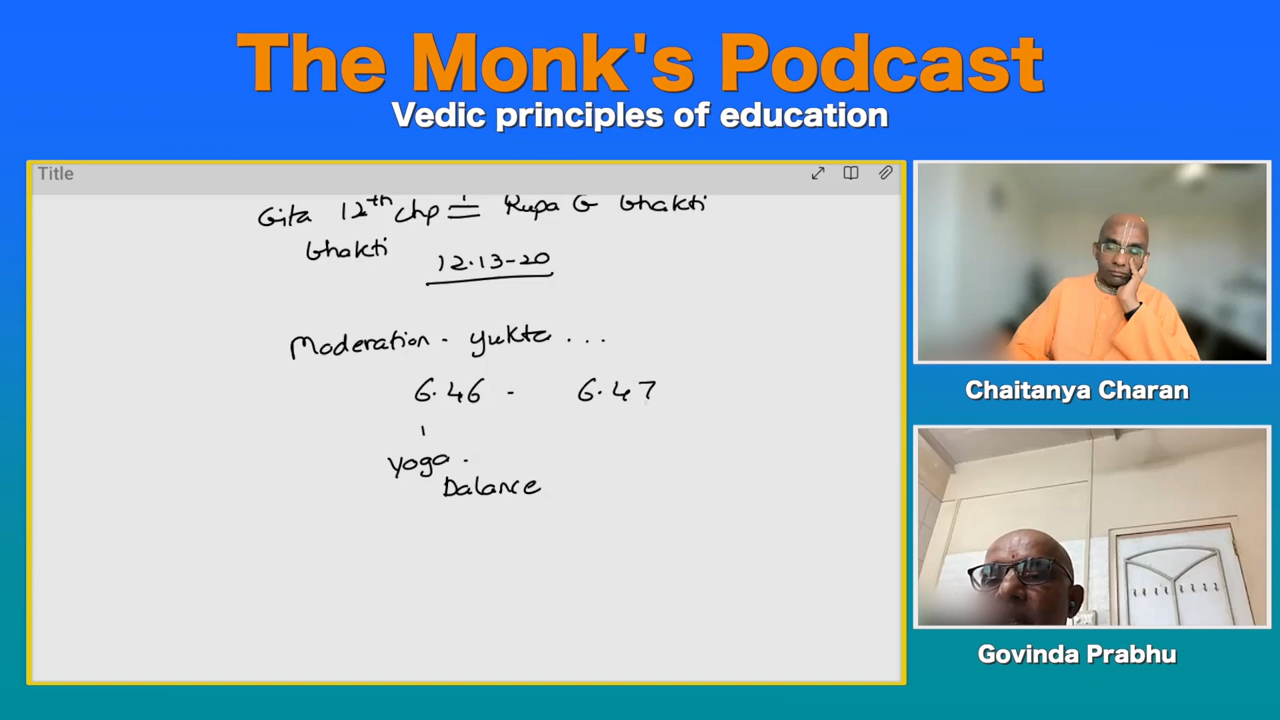 The Monk's Podcast
Vedic principles of education
Title
Gita 12th chp = Rupa G bhakti
bhakti
12.13-20
Moderation - yukta ...
6.46 - 6.47
yoga -
Balance
Chaitanya Charan
Govinda Prabhu